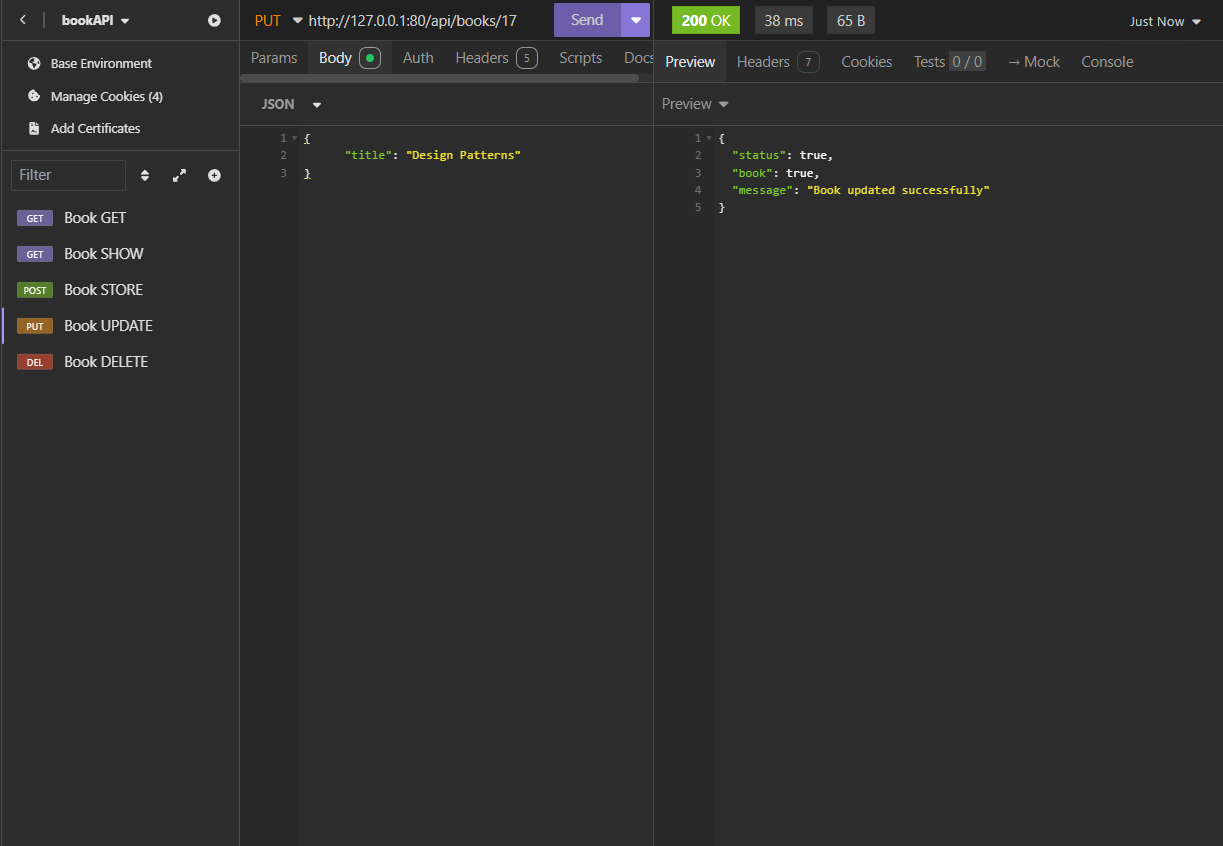 bookAPI
Base Environment
Manage Cookies (4)
Add Certificates
Filter
GET Book GET
GET Book SHOW
POST Book STORE
PUT Book UPDATE
DEL Book DELETE
PUT http://127.0.0.1:80/api/books/17 Send
Params Body Auth Headers 5 Scripts Docs
JSON
1 {
2 "title": "Design Patterns"
3 }
200 OK 38 ms 65 B Just Now
Preview Headers 7 Cookies Tests 0 / 0 → Mock Console
Preview
1 {
2 "status": true,
3 "book": true,
4 "message": "Book updated successfully"
5 }